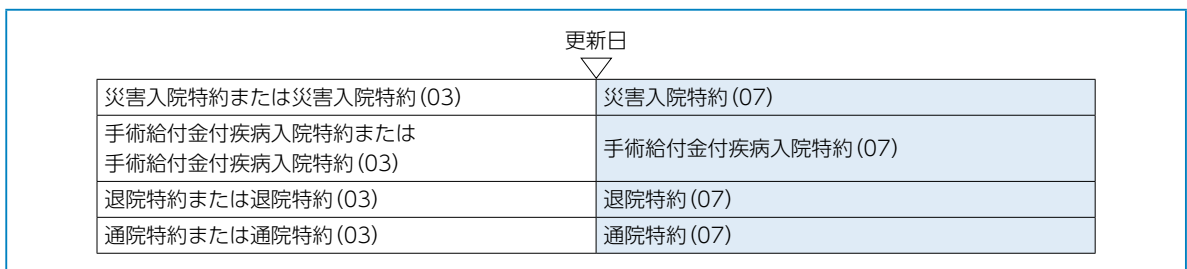 更新日
災害入院特約または災害入院特約(03)
災害入院特約(07)
手術給付金付疾病入院特約または
手術給付金付疾病入院特約(03)
手術給付金付疾病入院特約(07)
退院特約または退院特約(03)
退院特約(07)
通院特約または通院特約(03)
通院特約(07)